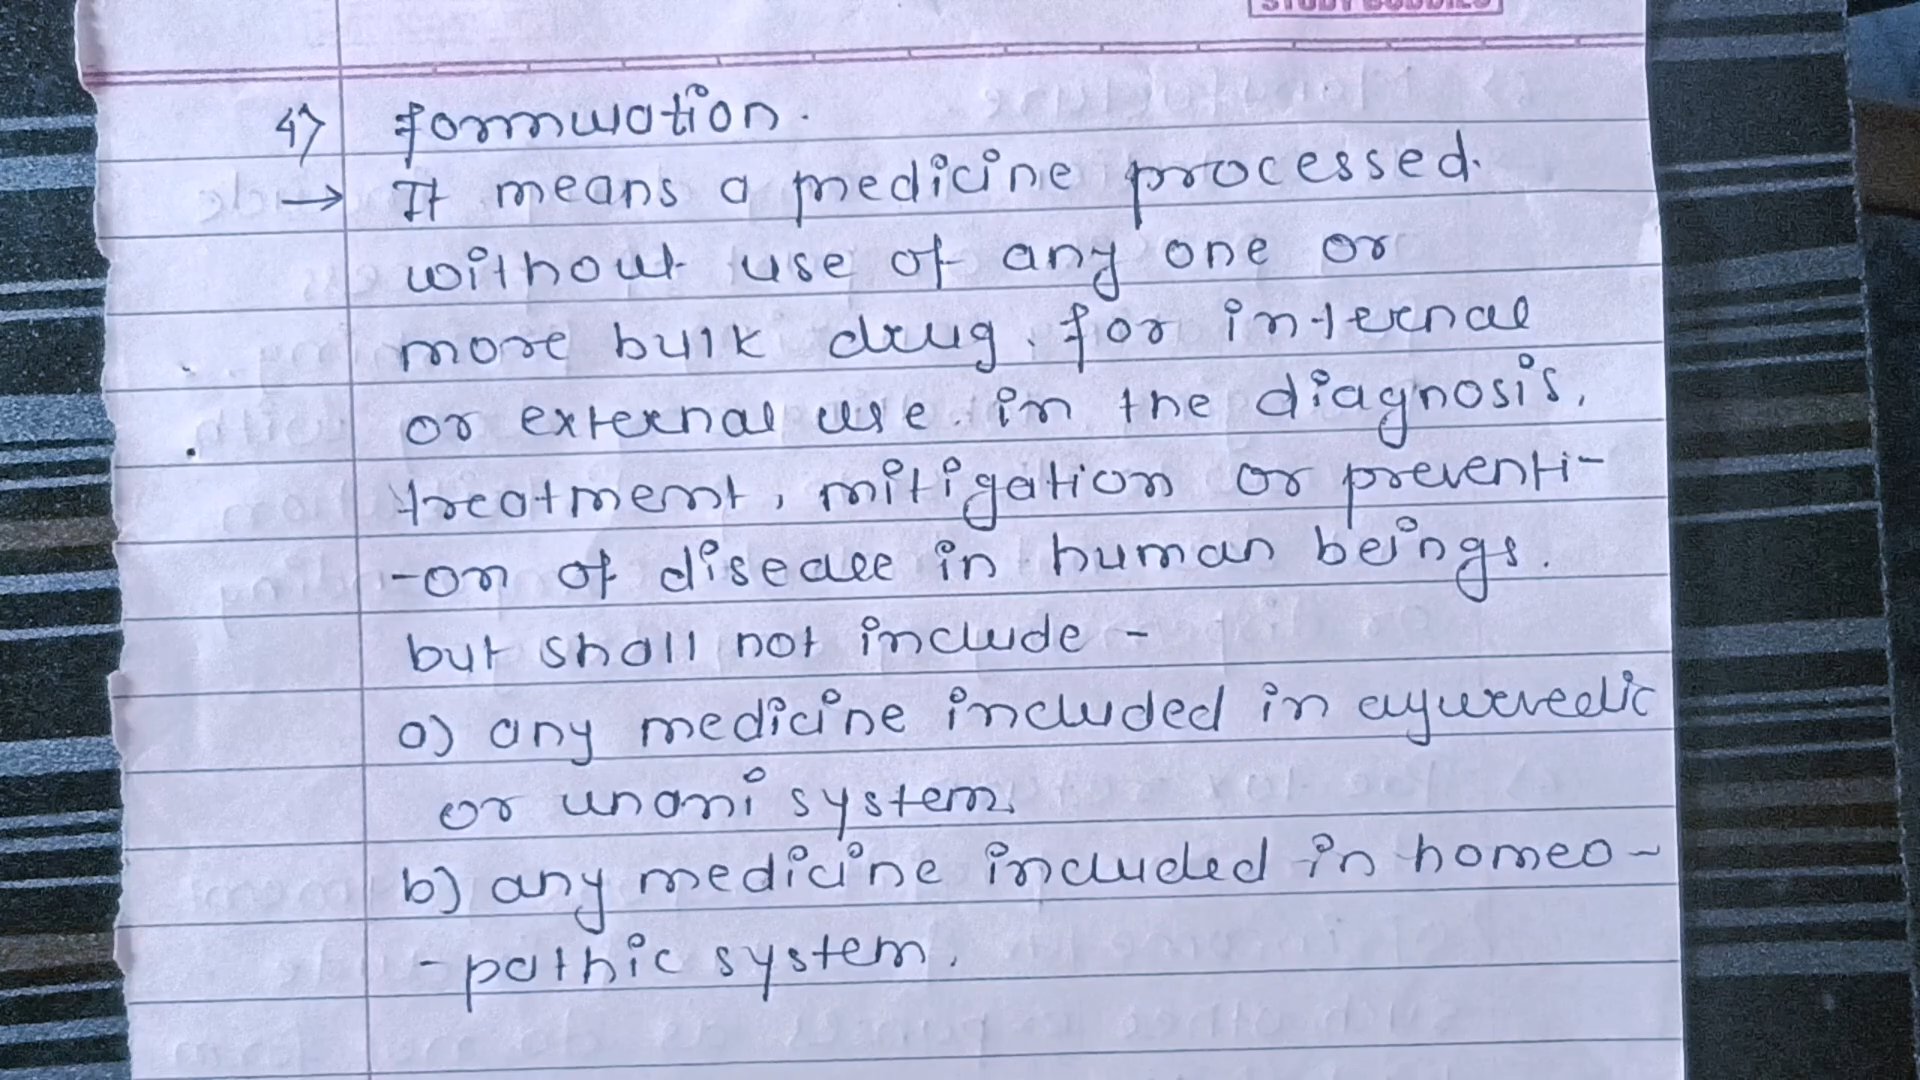 STUDY BUDDIES
4) formulation.
→ It means a medicine processed.
without use of any one or
more bulk drug. for internal
or external use. in the diagnosis,
treatment, mitigation or preventi-
-on of disease in human beings.
but shall not include -
a) any medicine included in ayurvedic
or unani system.
b) any medicine included in homeo-
-pathic system.